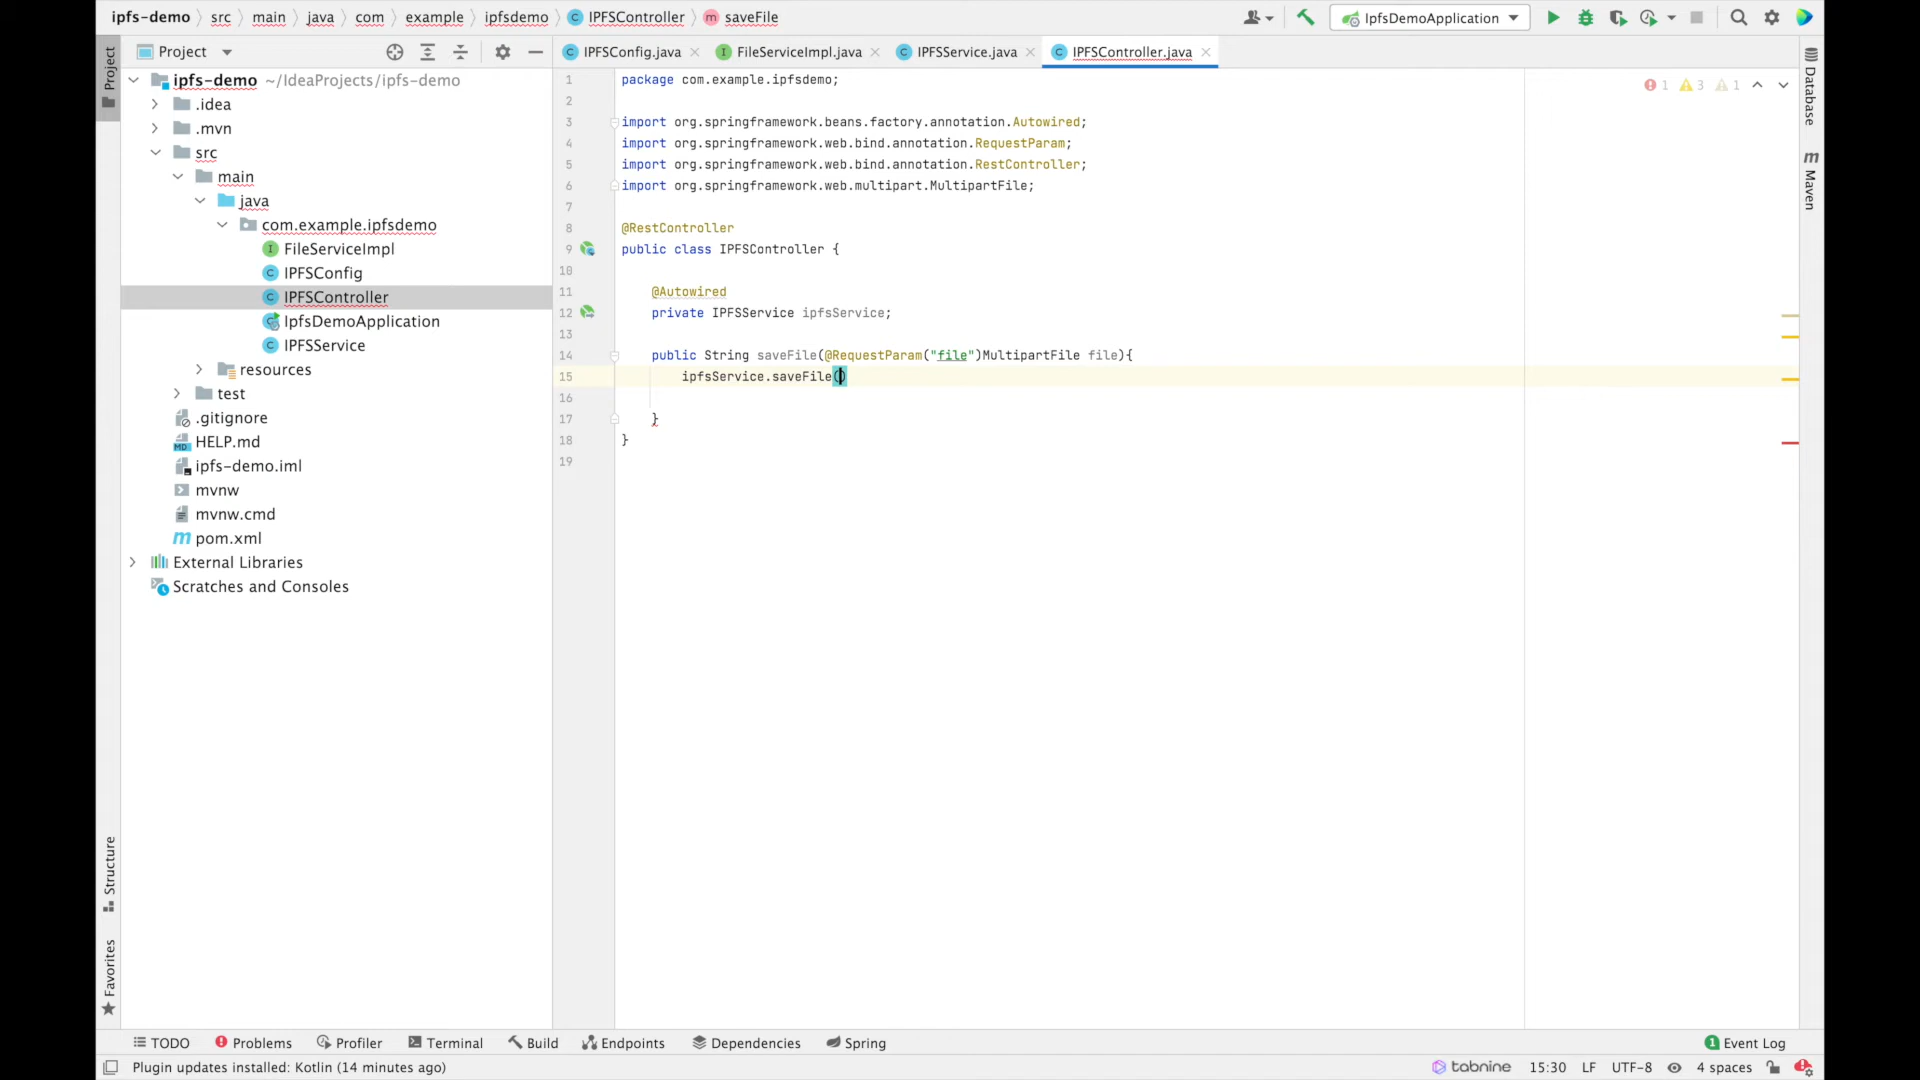 ipfs-demo src main java com example ipfsdemo IPFSController saveFile
IpfsDemoApplication
Project
IPFSConfig.java FileServiceImpl.java IPFSService.java IPFSController.java
Project
Database
Maven
Structure
Favorites
ipfs-demo ~/IdeaProjects/ipfs-demo
.idea
.mvn
src
main
java
com.example.ipfsdemo
FileServiceImpl
IPFSConfig
IPFSController
IpfsDemoApplication
IPFSService
resources
test
.gitignore
HELP.md
ipfs-demo.iml
mvnw
mvnw.cmd
pom.xml
External Libraries
Scratches and Consoles
1 3 1
1 package com.example.ipfsdemo;
2
3 import org.springframework.beans.factory.annotation.Autowired;
4 import org.springframework.web.bind.annotation.RequestParam;
5 import org.springframework.web.bind.annotation.RestController;
6 import org.springframework.web.multipart.MultipartFile;
7
8 @RestController
9 public class IPFSController {
10
11 @Autowired
12 private IPFSService ipfsService;
13
14 public String saveFile(@RequestParam("file")MultipartFile file){
15 ipfsService.saveFile()
16
17 }
18 }
19
TODO Problems Profiler Terminal Build Endpoints Dependencies Spring 1 Event Log
Plugin updates installed: Kotlin (14 minutes ago) tabnine 15:30 LF UTF-8 4 spaces